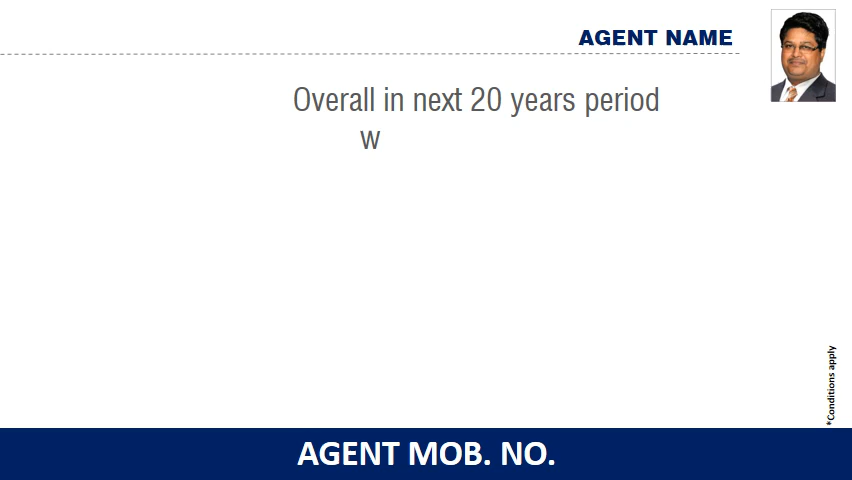 AGENT NAME
Overall in next 20 years period
w
*Conditions apply
AGENT MOB. NO.